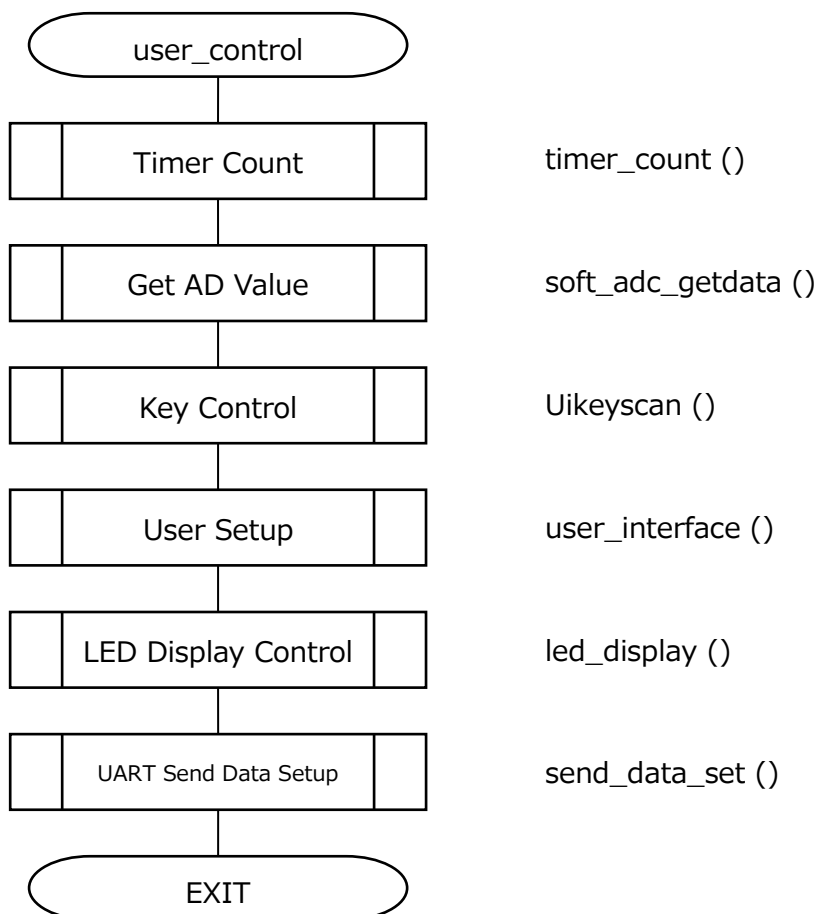 user_control
Timer Count timer_count ()
Get AD Value soft_adc_getdata ()
Key Control Uikeyscan ()
User Setup user_interface ()
LED Display Control led_display ()
UART Send Data Setup send_data_set ()
EXIT